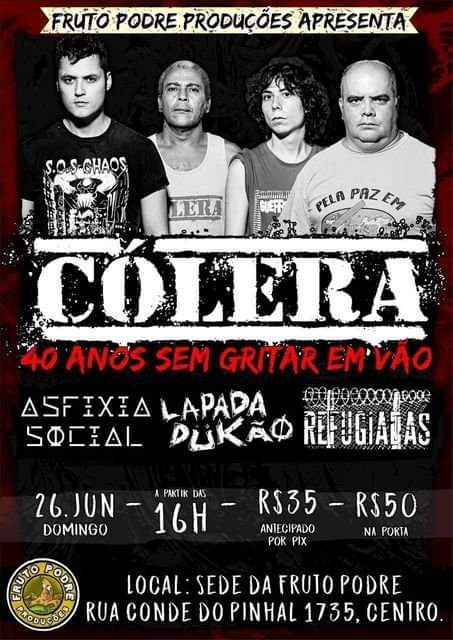 FRUTO PODRE PRODUÇÕES APRESENTA
S.O.S CHAOS
LERA
GUERR
PELA PAZ EM
CÓLERA
40 ANOS SEM GRITAR EM VÃO
ASFIXIA
SOCIAL
LAPADA
DÜKÃO
REFUGIADAS
26.JUN – A PARTIR DAS 16H – R$35 – R$50
DOMINGO
ANTECIPADO
POR PIX
NA PORTA
FRUTO PODRE
PRODUÇÕES
LOCAL: SEDE DA FRUTO PODRE
RUA CONDE DO PINHAL 1735, CENTRO.